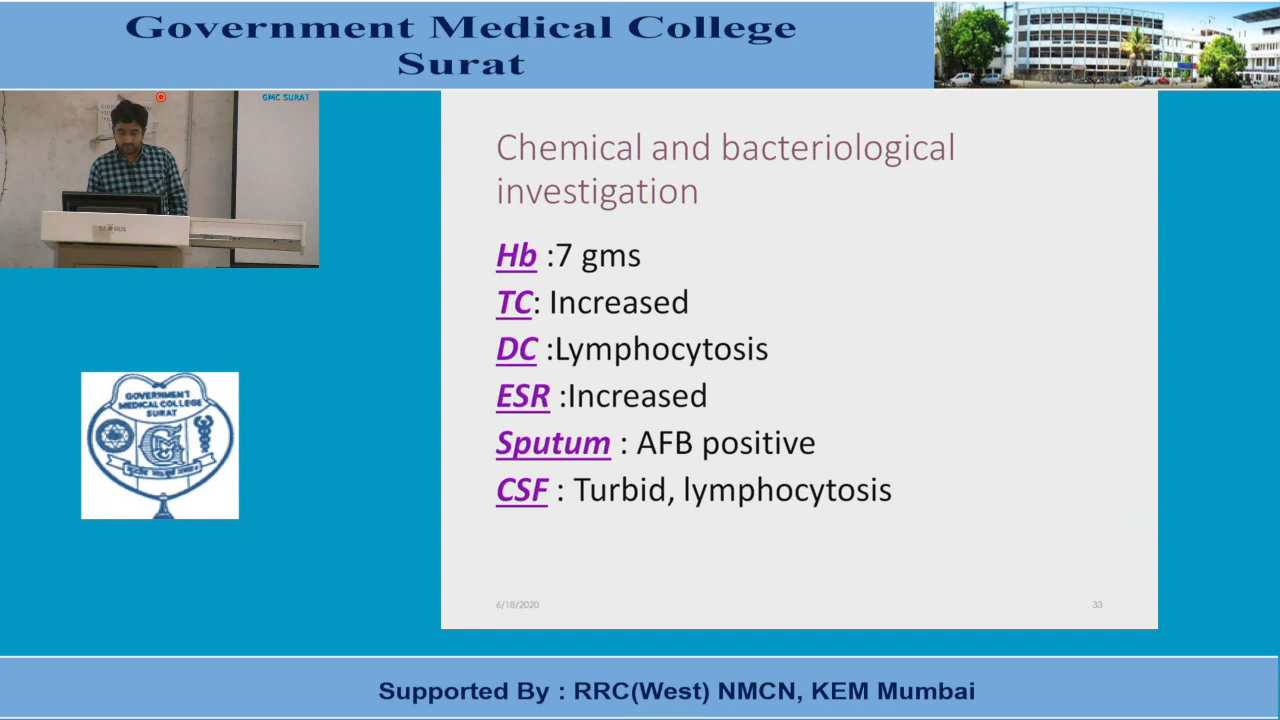 Government Medical College
Surat
GMC SURAT
Chemical and bacteriological
investigation
Hb :7 gms
TC: Increased
DC :Lymphocytosis
ESR :Increased
Sputum : AFB positive
CSF : Turbid, lymphocytosis
GOVERNMENT
MEDICAL COLLEGE
SURAT
6/18/2020
33
Supported By : RRC(West) NMCN, KEM Mumbai